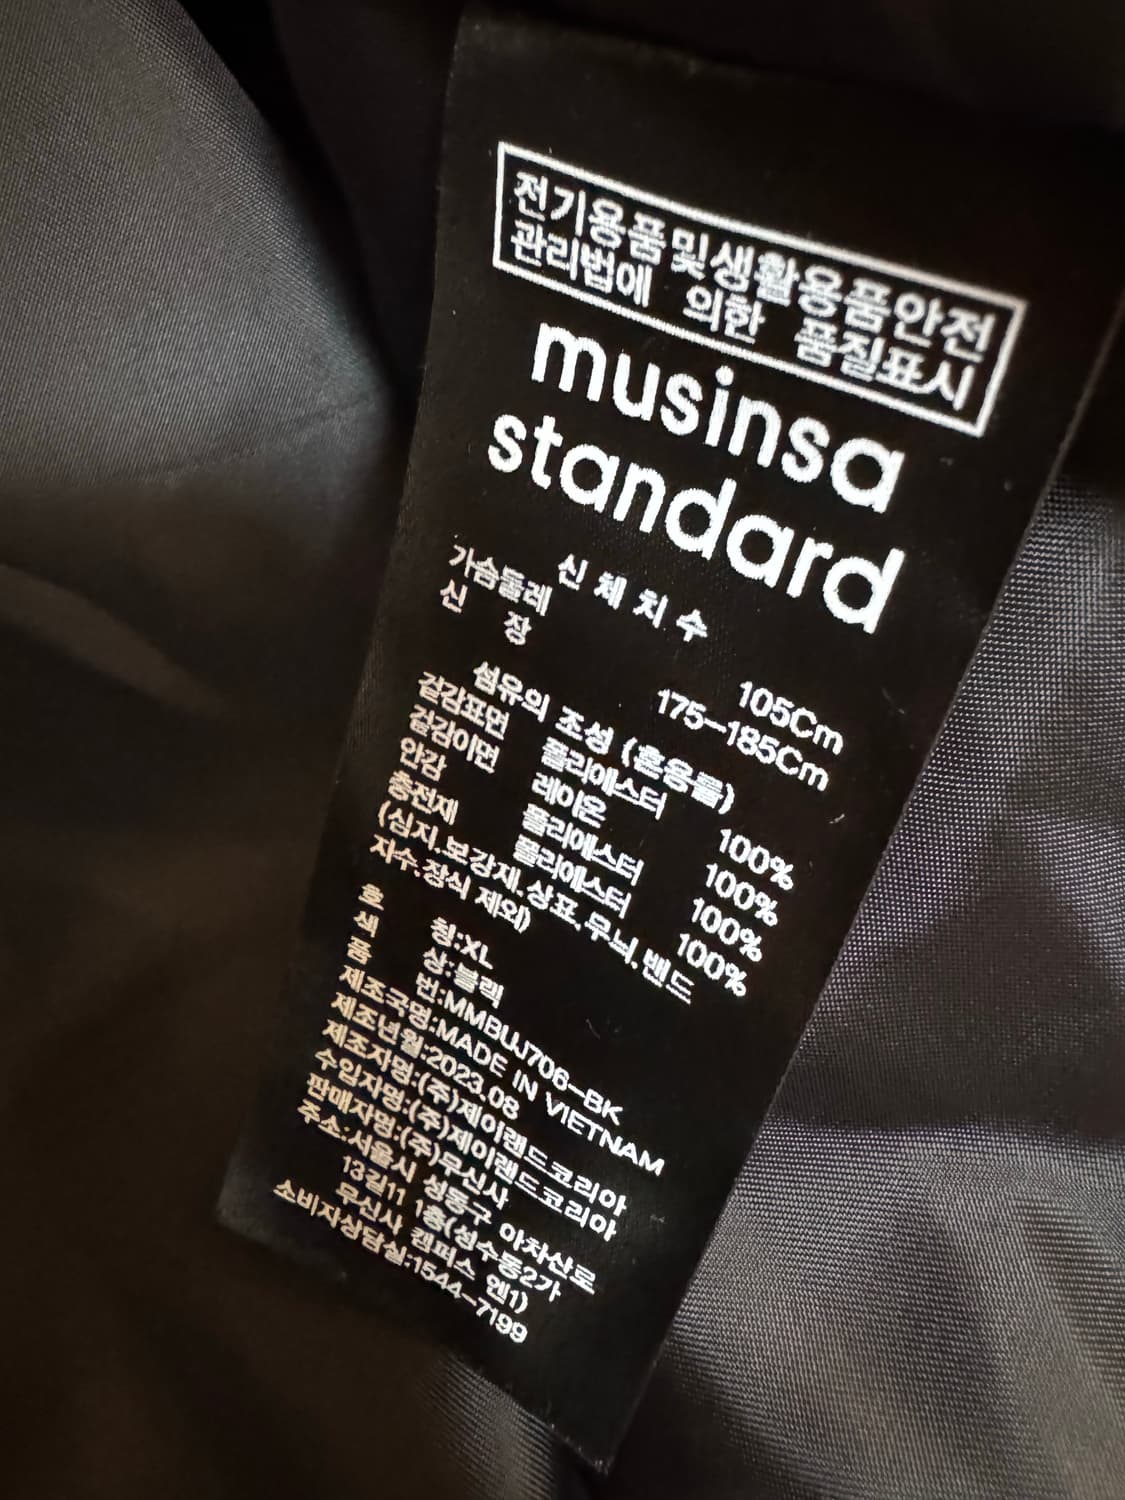 전기용품및생활용품안전
관리법에 의한 품질표시
musinsa
standard
신 체 치 수
가슴둘레 105Cm
신 장 175-185Cm
섬유의 조성 (혼용률)
겉감표면 폴리에스터 100%
겉감이면 레이온 100%
안감 폴리에스터 100%
충전재 폴리에스터 100%
(심지,보강재,상표,무늬,밴드
자수,장식 제외)
호 칭:XL
색 상:블랙
품 번:MMBUJ706-BK
제조국명:MADE IN VIETNAM
제조년월:2023.08
제조자명:(주)제이랜드코리아
수입자명:(주)제이랜드코리아
판매자명:(주)무신사
주소:서울시 성동구 아차산로
13길11 1층(성수동2가
무신사 캠퍼스 엔1)
소비자상담실:1544-7199